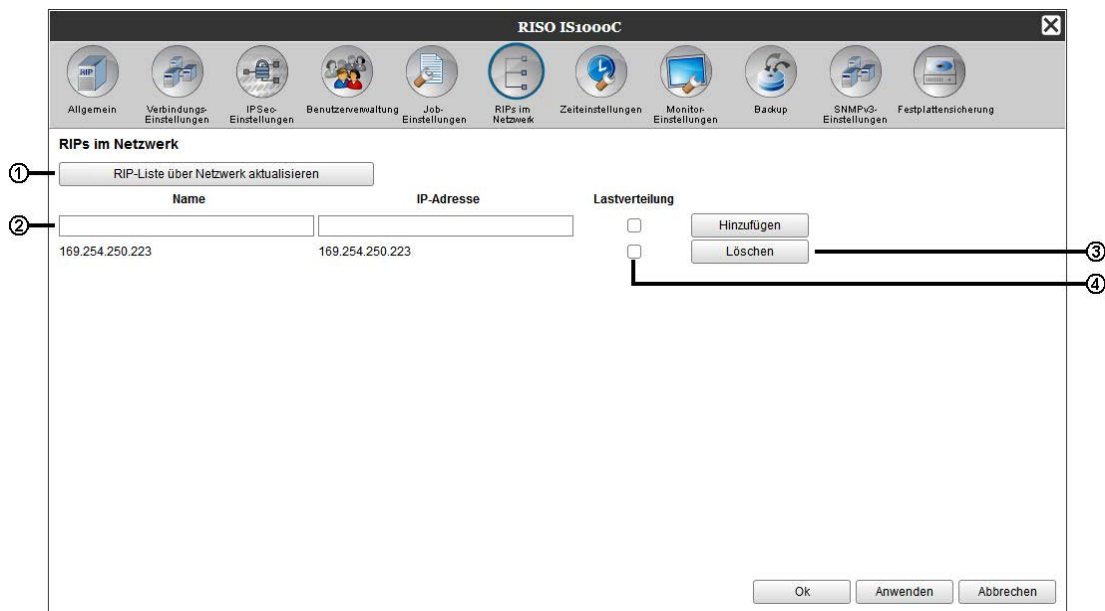 RISO IS1000C
Allgemein
Verbindungs-
Einstellungen
IPSec-
Einstellungen
Benutzerverwaltung
Job-
Einstellungen
RIPs im
Netzwerk
Zeiteinstellungen
Monitor-
Einstellungen
Backup
SNMPv3-
Einstellungen
Festplattensicherung
RIPs im Netzwerk
① RIP-Liste über Netzwerk aktualisieren
Name IP-Adresse Lastverteilung
② Hinzufügen
169.254.250.223 169.254.250.223 Löschen ③
④
Ok Anwenden Abbrechen